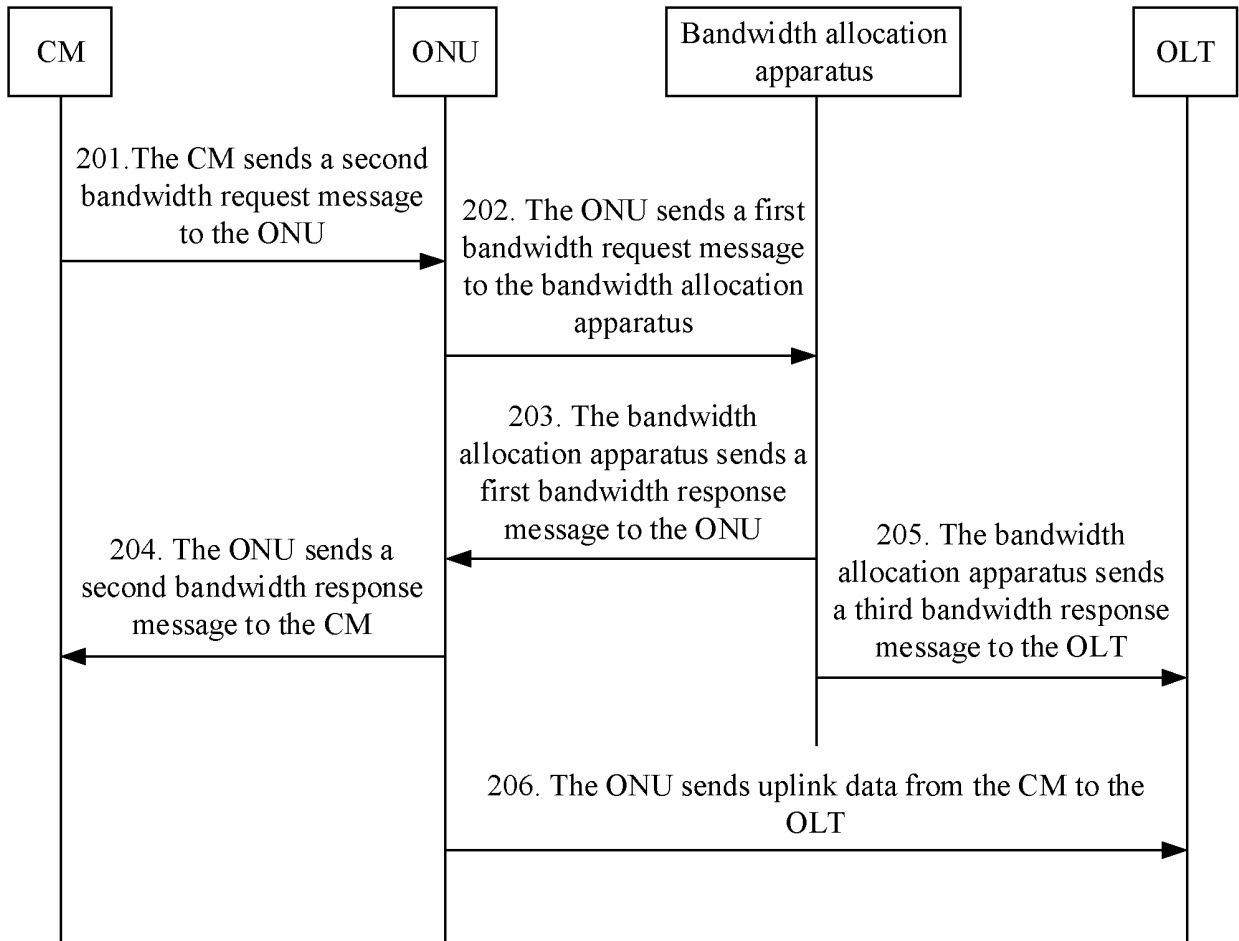 CM
ONU
Bandwidth allocation
apparatus
OLT
201.The CM sends a second
bandwidth request message
to the ONU
202. The ONU sends a first
bandwidth request message
to the bandwidth allocation
apparatus
203. The bandwidth
allocation apparatus sends a
first bandwidth response
message to the ONU
204. The ONU sends a
second bandwidth response
message to the CM
205. The bandwidth
allocation apparatus sends
a third bandwidth response
message to the OLT
206. The ONU sends uplink data from the CM to the
OLT